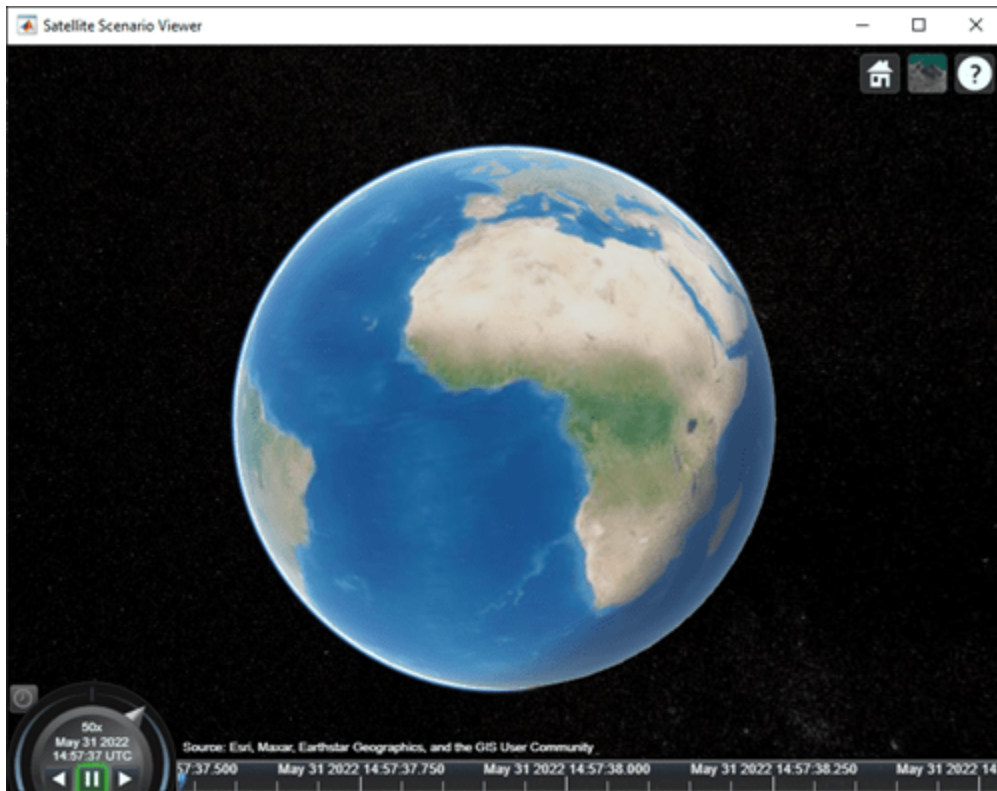 Satellite Scenario Viewer
?
50x
May 31 2022
14:57:37 UTC
Source: Esri, Maxar, Earthstar Geographics, and the GIS User Community
57:37.500 May 31 2022 14:57:37.750 May 31 2022 14:57:38.000 May 31 2022 14:57:38.250 May 31 2022 14